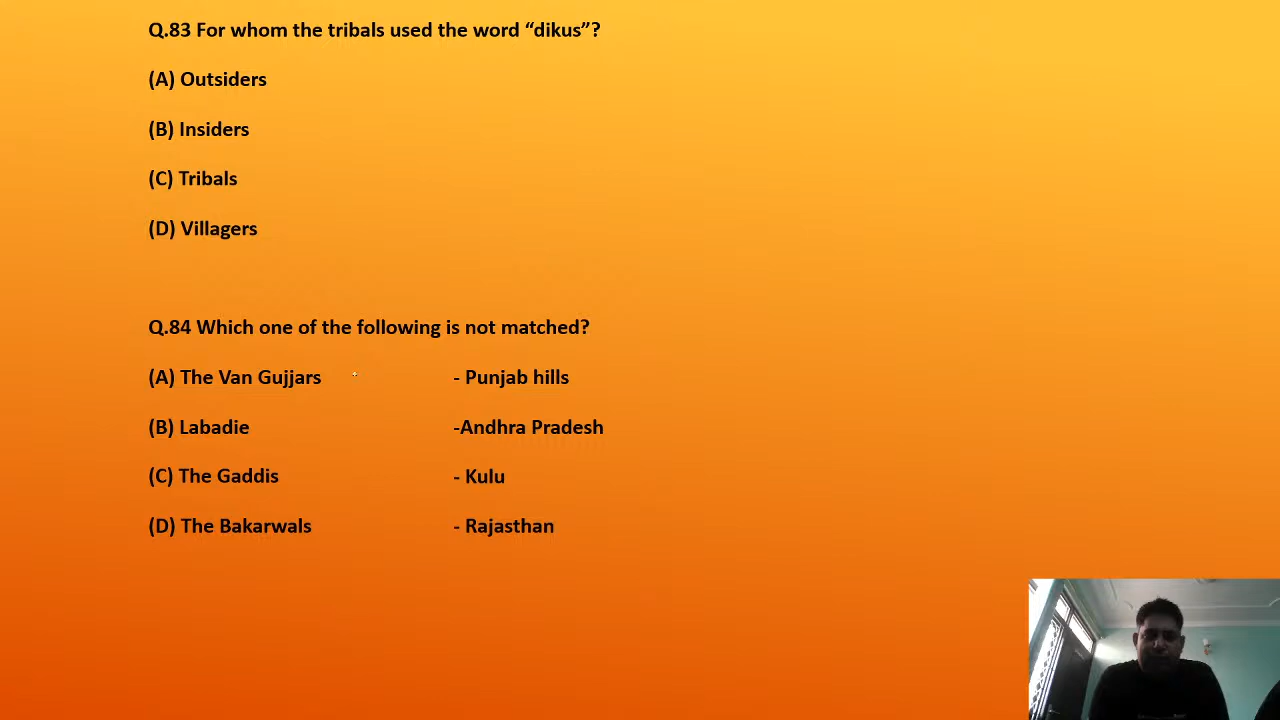 Q.83 For whom the tribals used the word “dikus”?
(A) Outsiders
(B) Insiders
(C) Tribals
(D) Villagers
Q.84 Which one of the following is not matched?
(A) The Van Gujjars - Punjab hills
(B) Labadie -Andhra Pradesh
(C) The Gaddis - Kulu
(D) The Bakarwals - Rajasthan